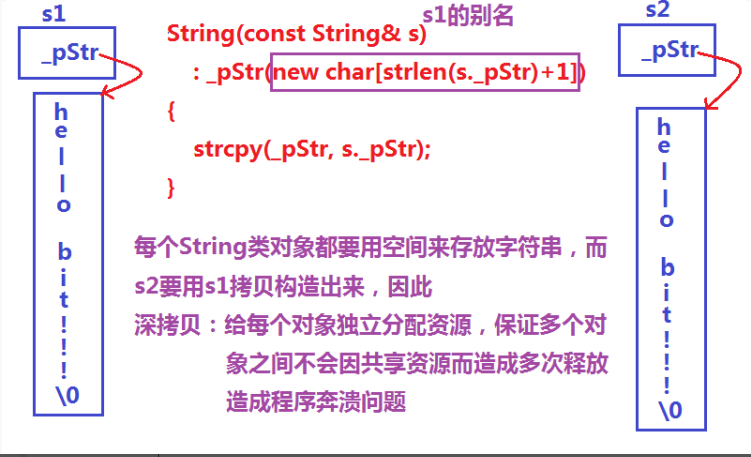 s1
_pStr
h
e
l
l
o
b
i
t
!
!
!
\0
s1的别名
String(const String& s)
: _pStr(new char[strlen(s._pStr)+1])
{
strcpy(_pStr, s._pStr);
}
每个String类对象都要用空间来存放字符串，而
s2要用s1拷贝构造出来，因此
深拷贝：给每个对象独立分配资源，保证多个对
象之间不会因共享资源而造成多次释放
造成程序奔溃问题
s2
_pStr
h
e
l
l
o
b
i
t
!
!
!
\0